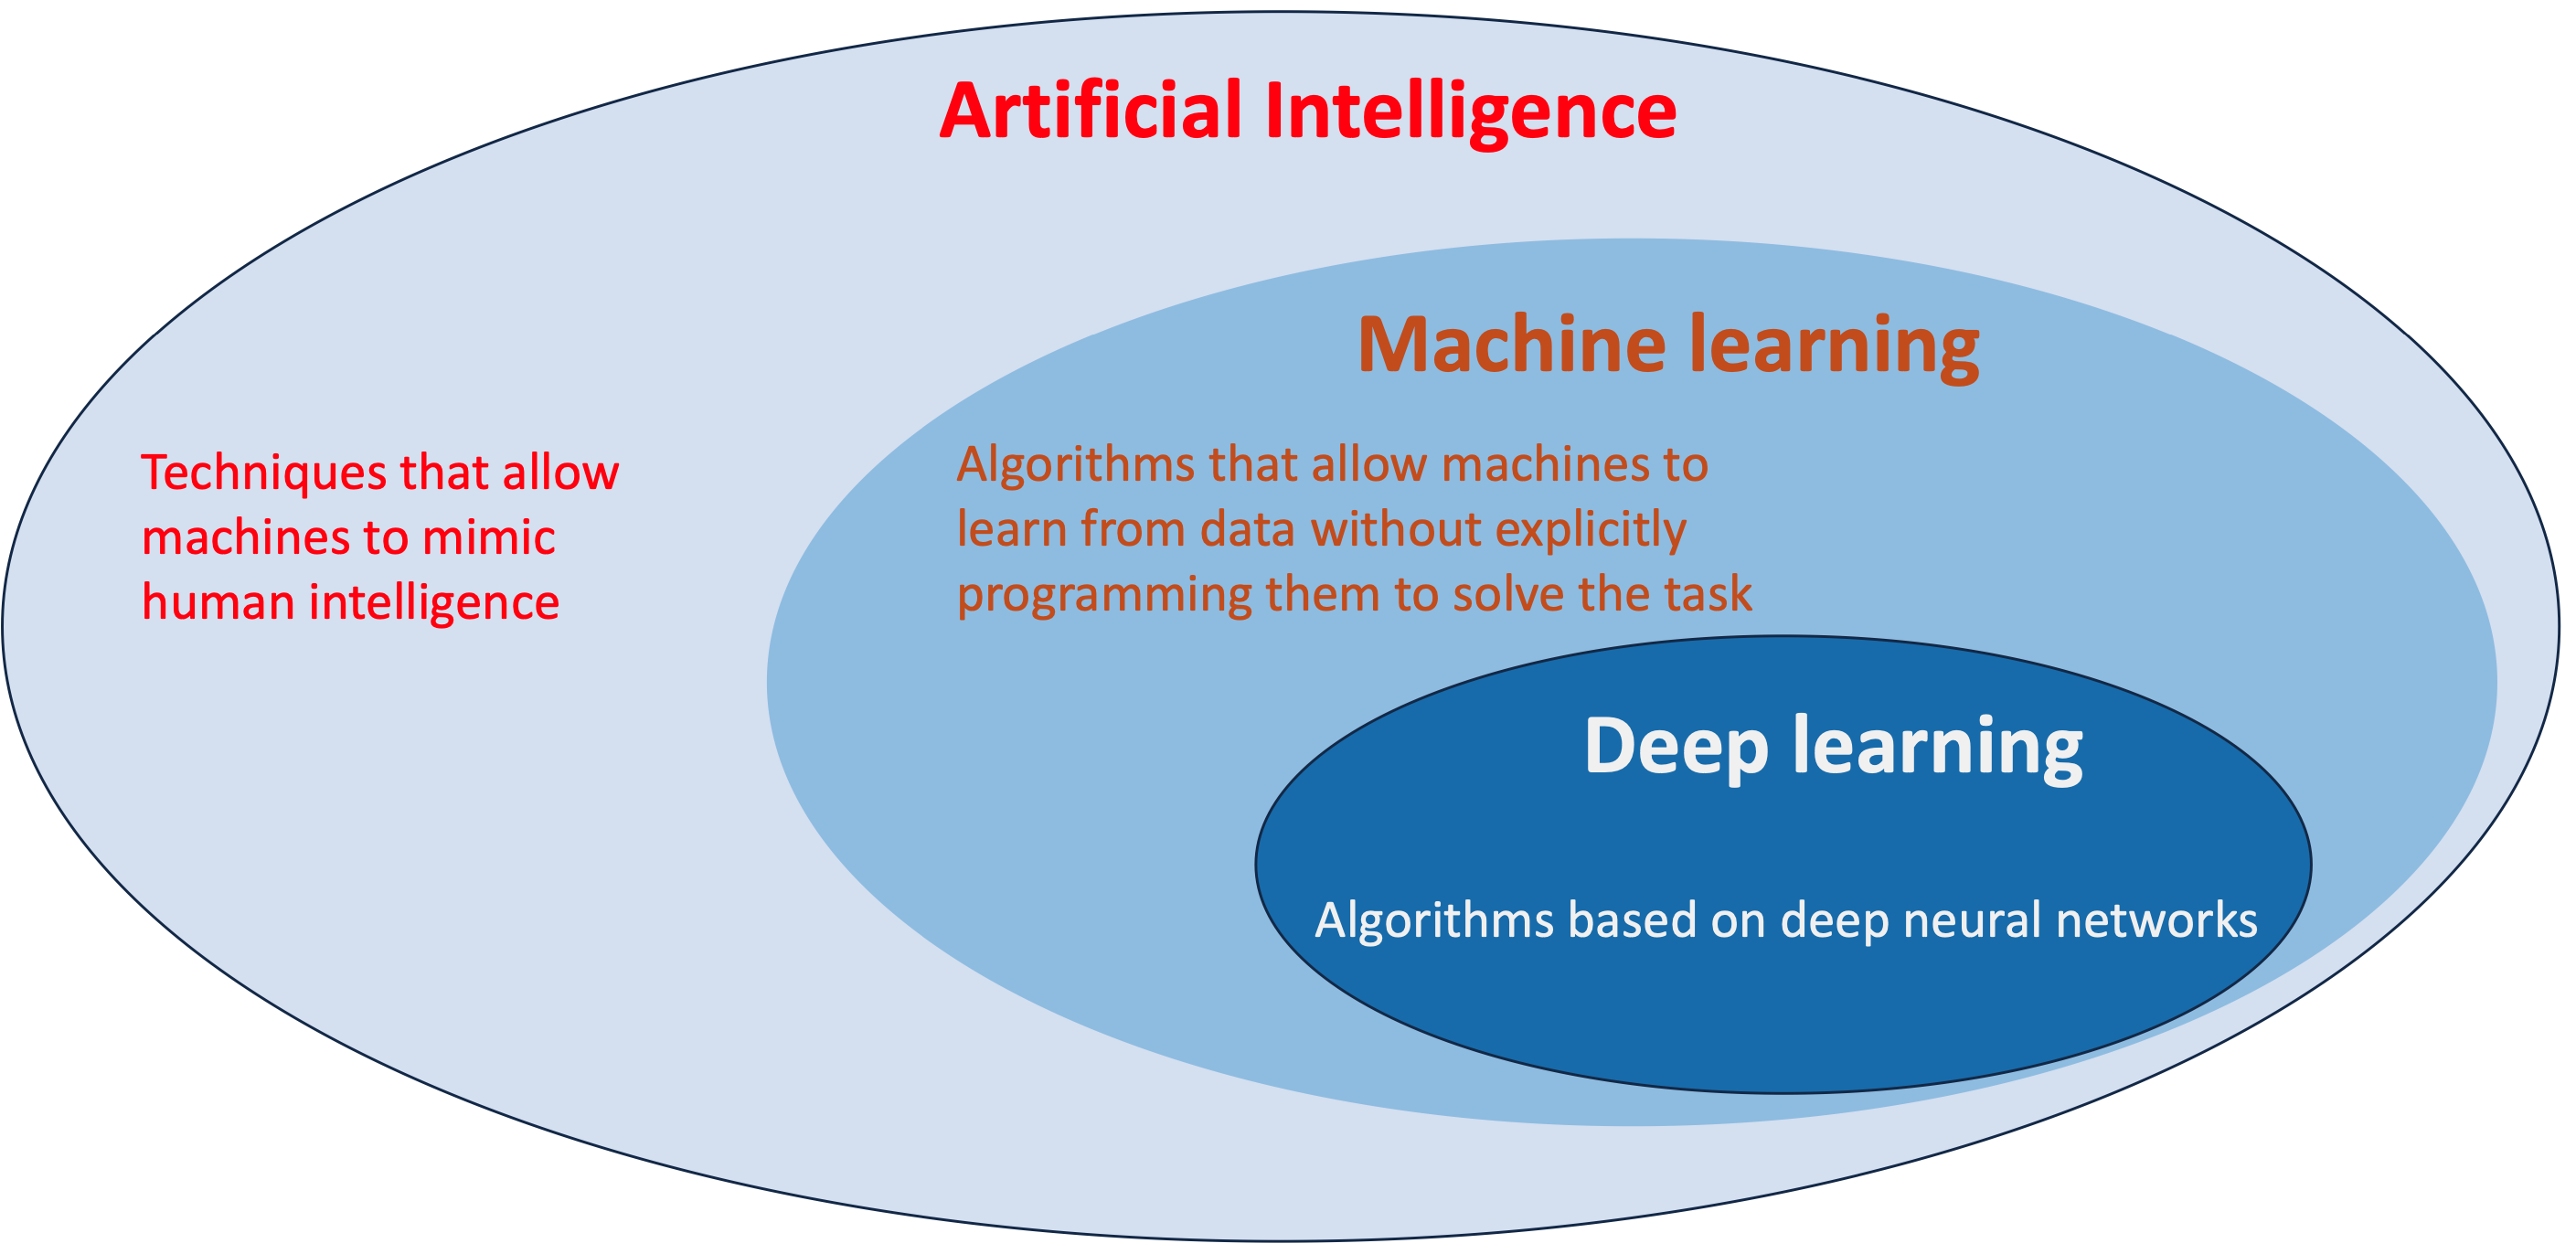 Artificial Intelligence
Machine learning
Techniques that allow
machines to mimic
human intelligence
Algorithms that allow machines to
learn from data without explicitly
programming them to solve the task
Deep learning
Algorithms based on deep neural networks